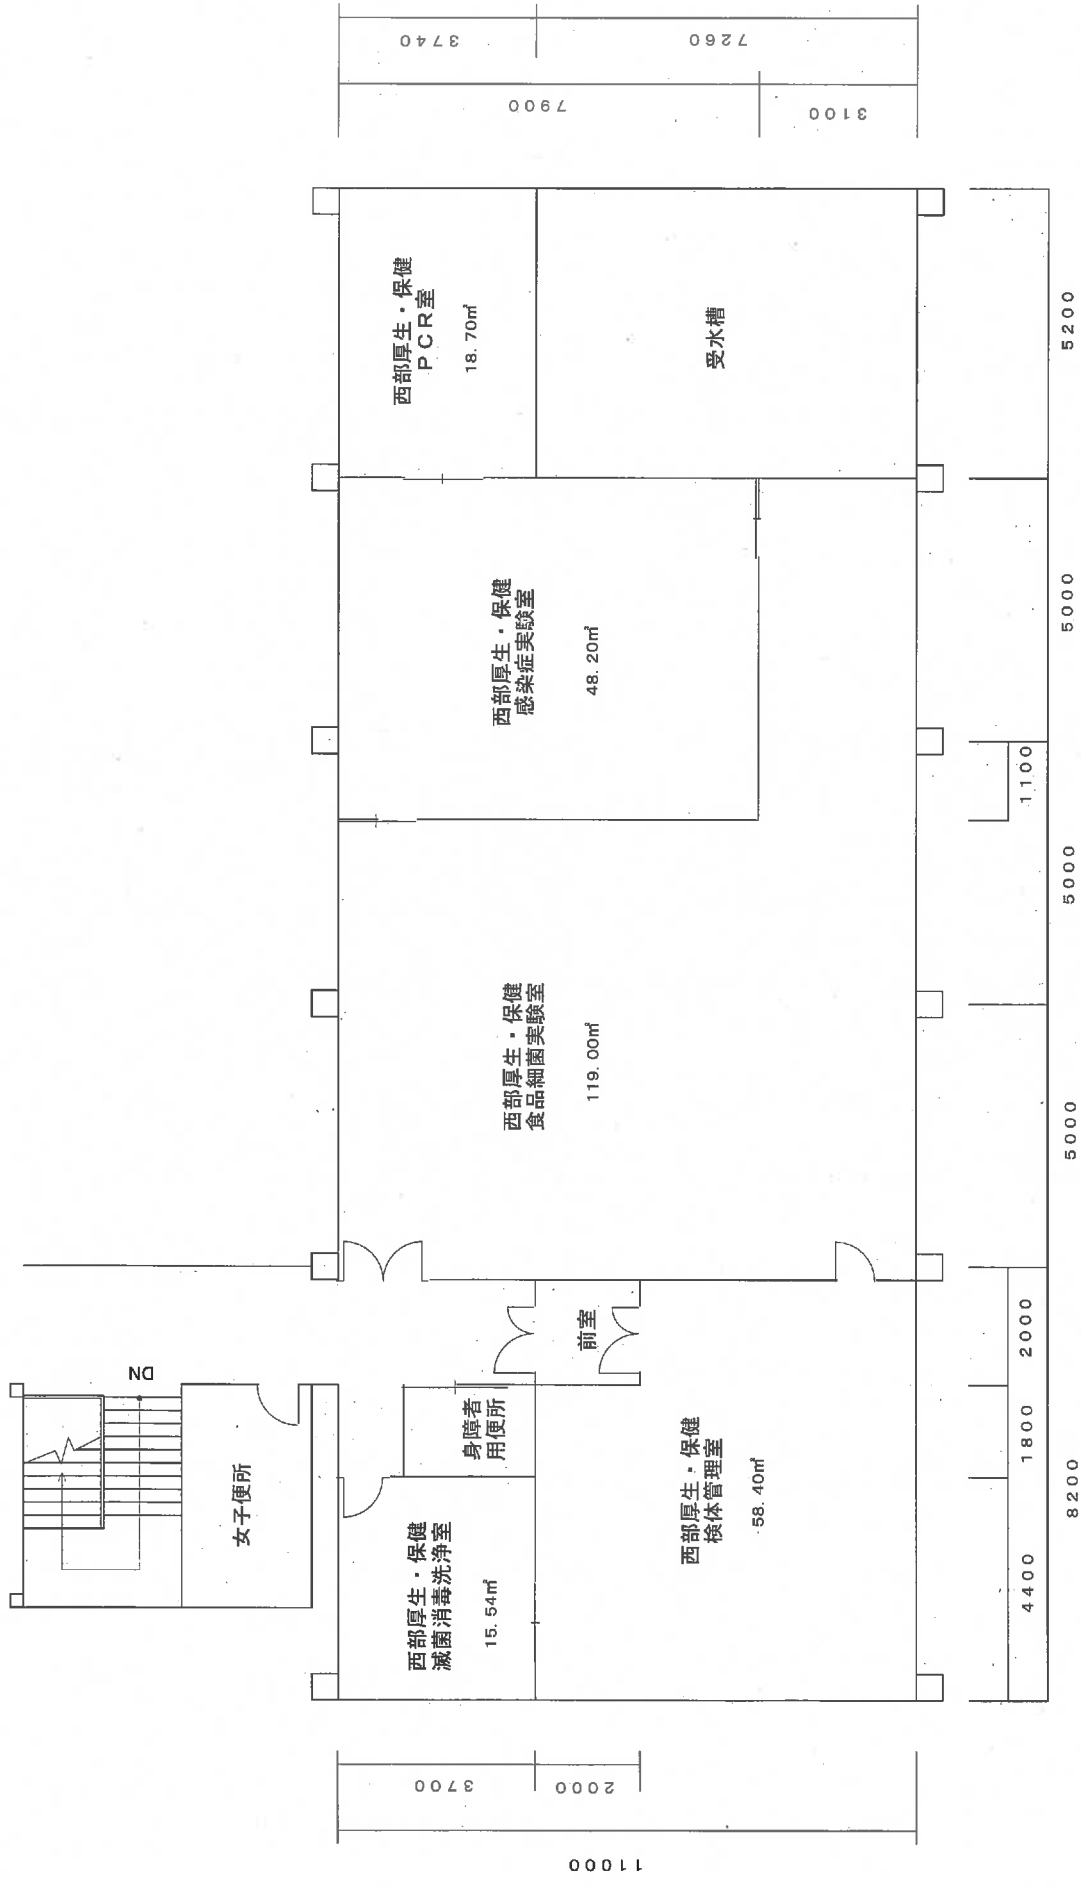 DN
女子便所
西部厚生・保健
滅菌消毒洗浄室
15.54㎡
身障者
用便所
前室
西部厚生・保健
検体管理室
58.40㎡
西部厚生・保健
食品細菌実験室
119.00㎡
西部厚生・保健
感染症実験室
48.20㎡
西部厚生・保健
PCR室
18.70㎡
受水槽
11000
3700
2000
4400
1800
2000
1100
8200
5000
5000
5000
5200
7900
3100
3740
7260